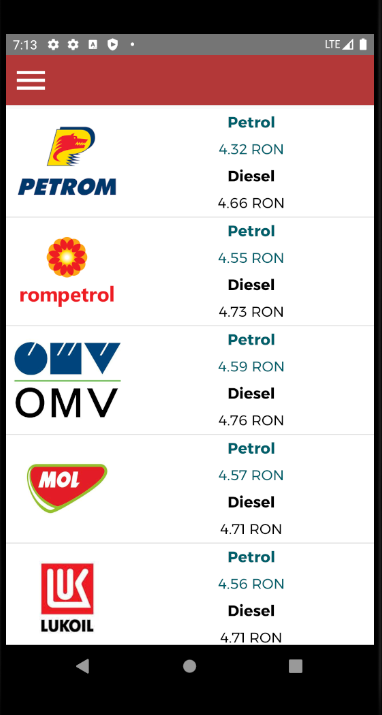 7:13
LTE
Petrol
4.32 RON
Diesel
4.66 RON
PETROM
Petrol
4.55 RON
Diesel
4.73 RON
rompetrol
Petrol
4.59 RON
Diesel
4.76 RON
OMV
OMV
Petrol
4.57 RON
Diesel
4.71 RON
MOL
Petrol
4.56 RON
Diesel
4.71 RON
LUK
LUKOIL